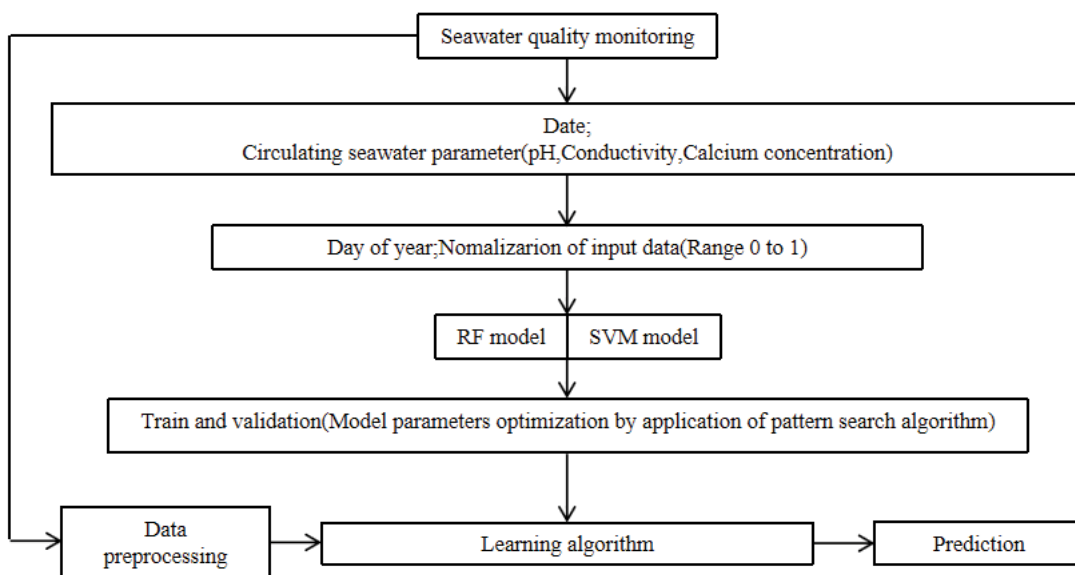 Seawater quality monitoring
Date;
Circulating seawater parameter(pH,Conductivity,Calcium concentration)
Day of year;Nomalizarion of input data(Range 0 to 1)
RF model
SVM model
Train and validation(Model parameters optimization by application of pattern search algorithm)
Data
preprocessing
Learning algorithm
Prediction